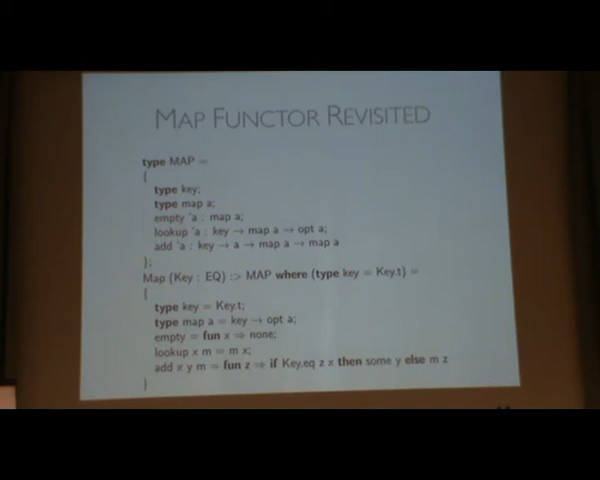 MAP FUNCTOR REVISITED
type MAP =
{
type key;
type map a;
empty 'a : map a;
lookup 'a : key → map a → opt a;
add 'a : key → a → map a → map a
};
Map (Key : EQ) :> MAP where (type key = Key.t) =
{
type key = Key.t;
type map a = key → opt a;
empty = fun x ⇒ none;
lookup x m = m x;
add x y m = fun z ⇒ if Key.eq z x then some y else m z
}